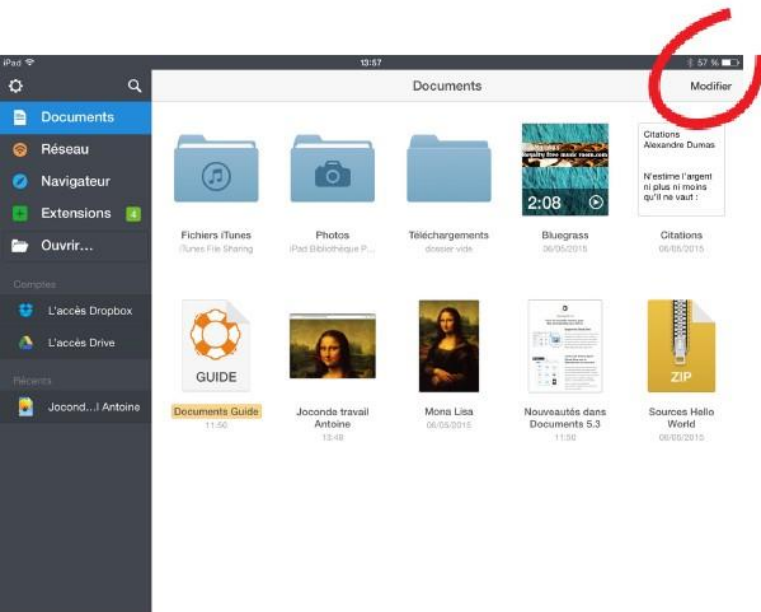 iPad 13:57 57 %
Documents Modifier
Documents
Réseau
Navigateur
Extensions 4
Ouvrir...
Comptes
L'accès Dropbox
L'accès Drive
Récents
Jocond...l Antoine
2:08
Citations
Alexandre Dumas
N'estime l'argent
ni plus ni moins
qu'il ne vaut :
Fichiers iTunes
iTunes File Sharing
Photos
iPad Bibliothèque P...
Téléchargements
dossier vide
Bluegrass
06/05/2015
Citations
06/05/2015
GUIDE
ZIP
Documents Guide
11:50
Joconde travail
Antoine
13:48
Mona Lisa
06/05/2015
Nouveautés dans
Documents 5.3
11:50
Sources Hello
World
06/05/2015